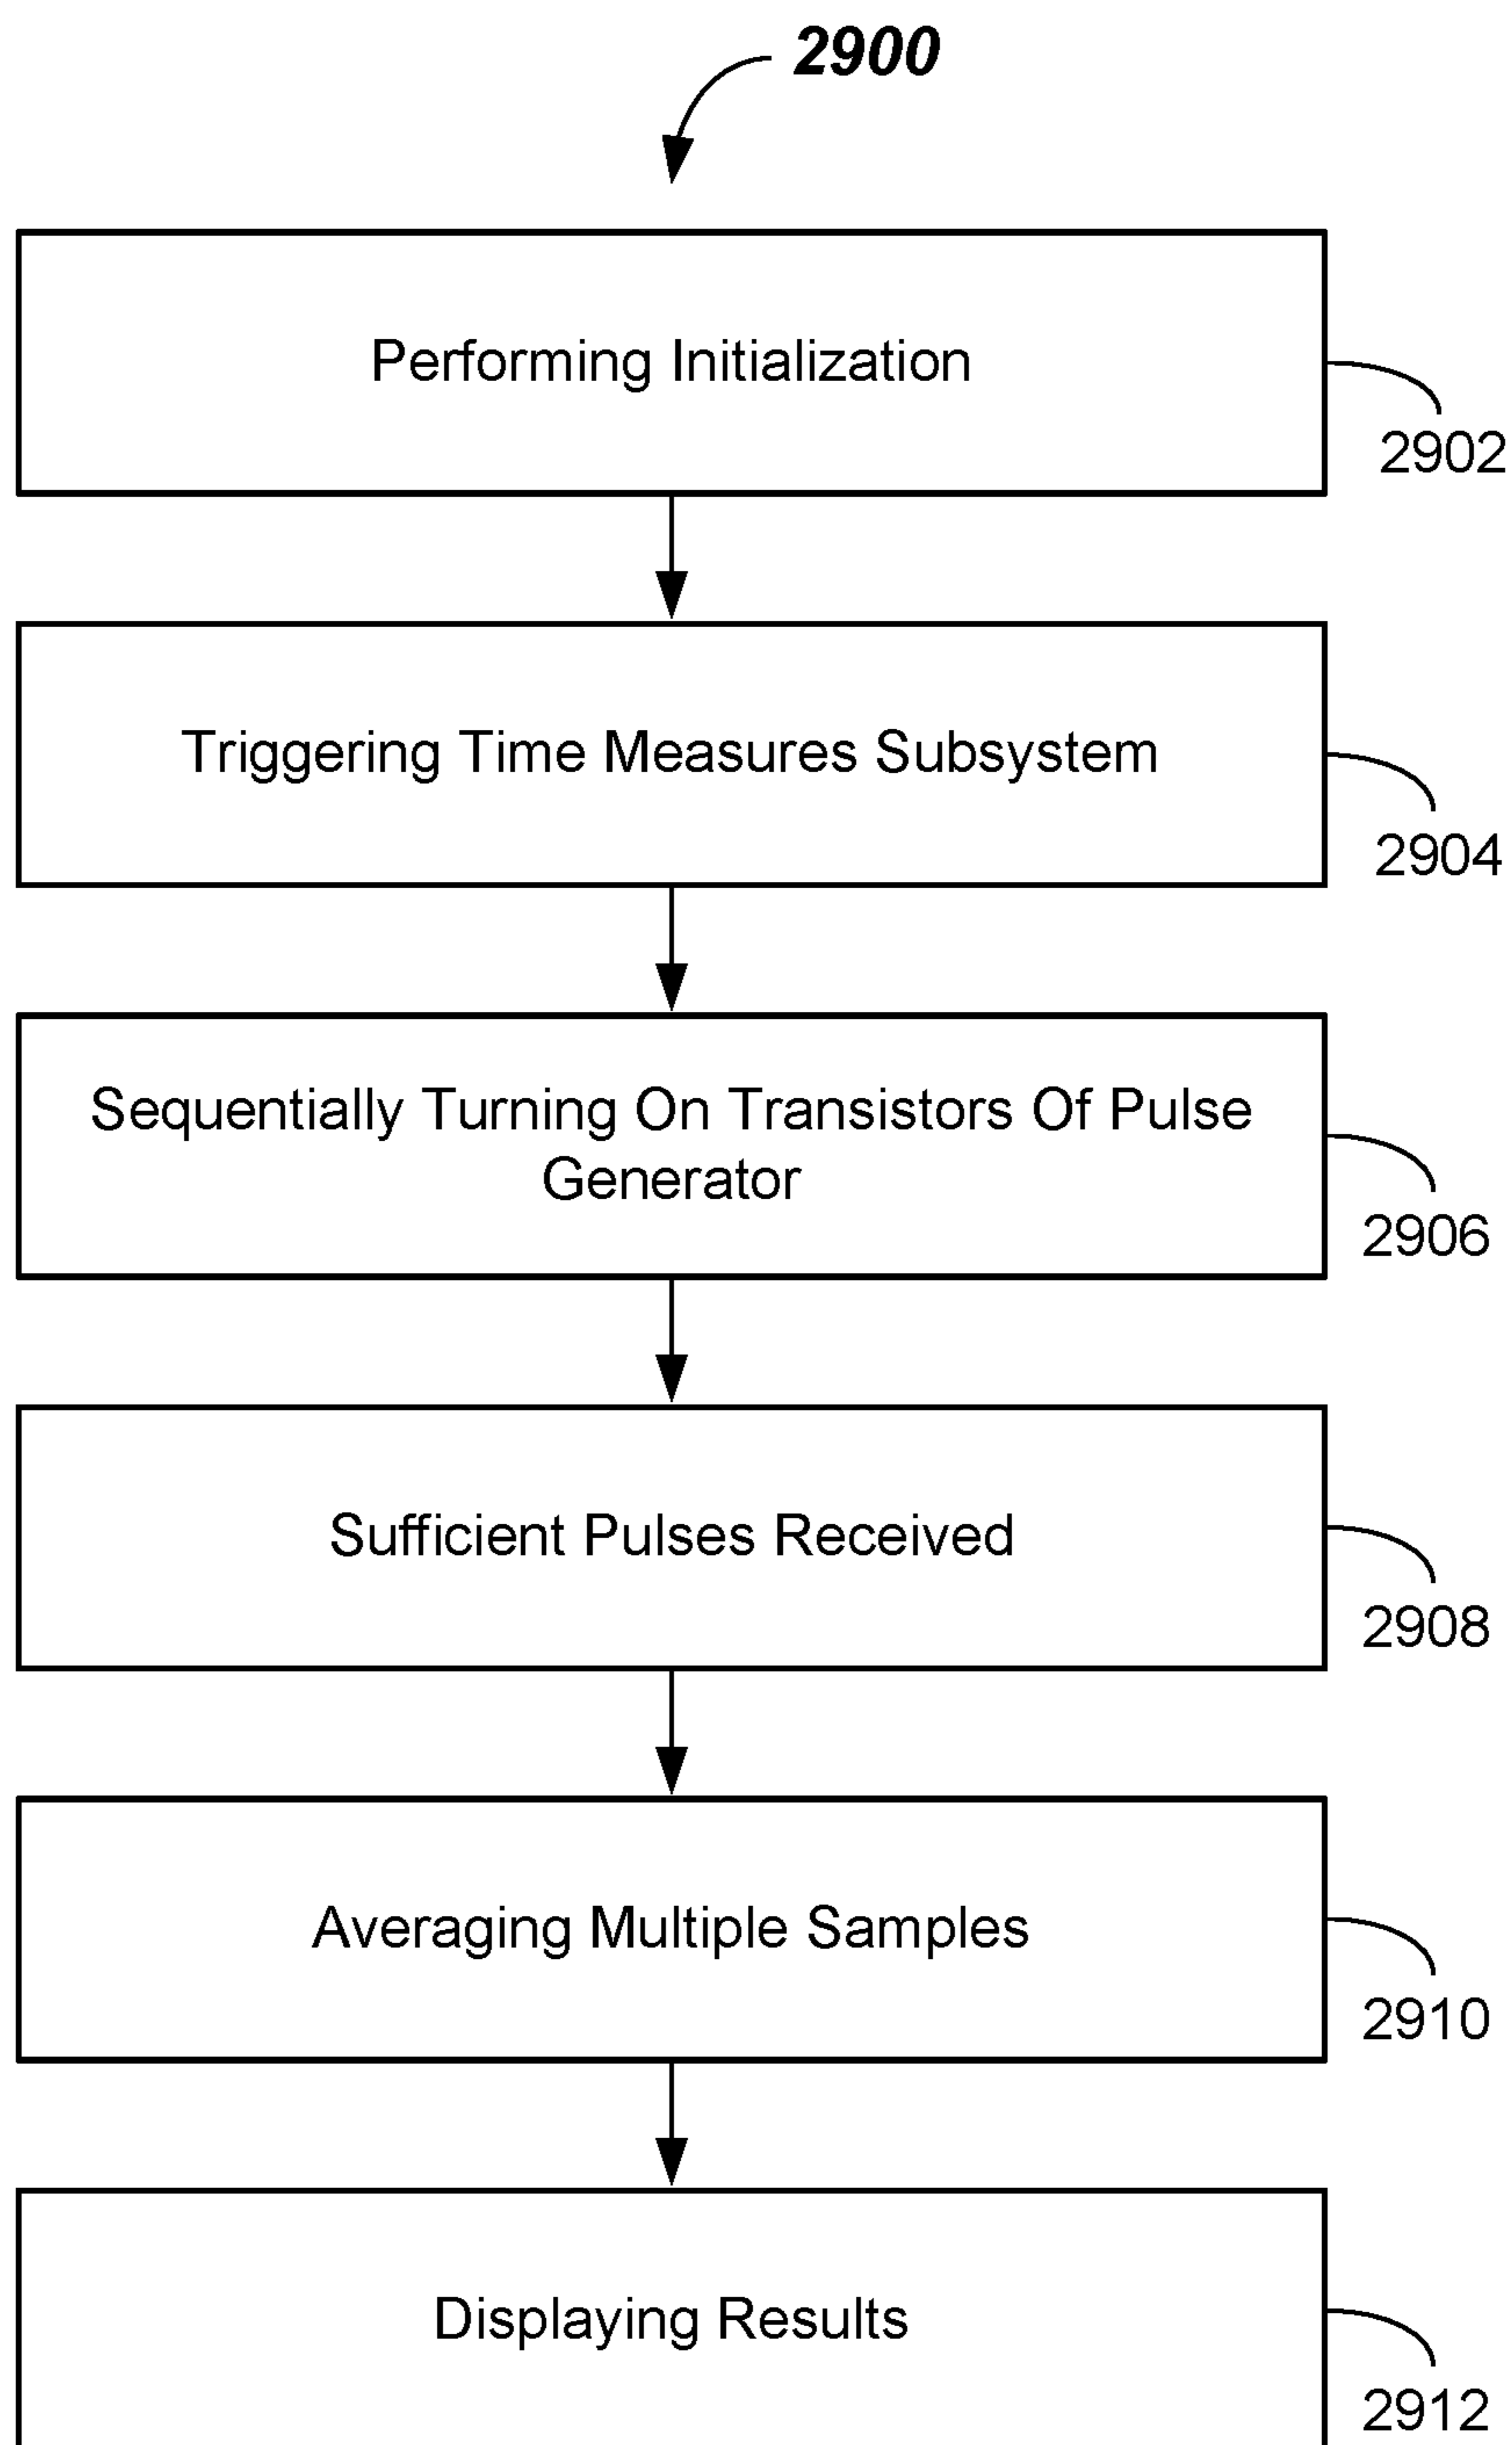 2900
Performing Initialization
2902
Triggering Time Measures Subsystem
2904
Sequentially Turning On Transistors Of Pulse
Generator
2906
Sufficient Pulses Received
2908
Averaging Multiple Samples
2910
Displaying Results
2912